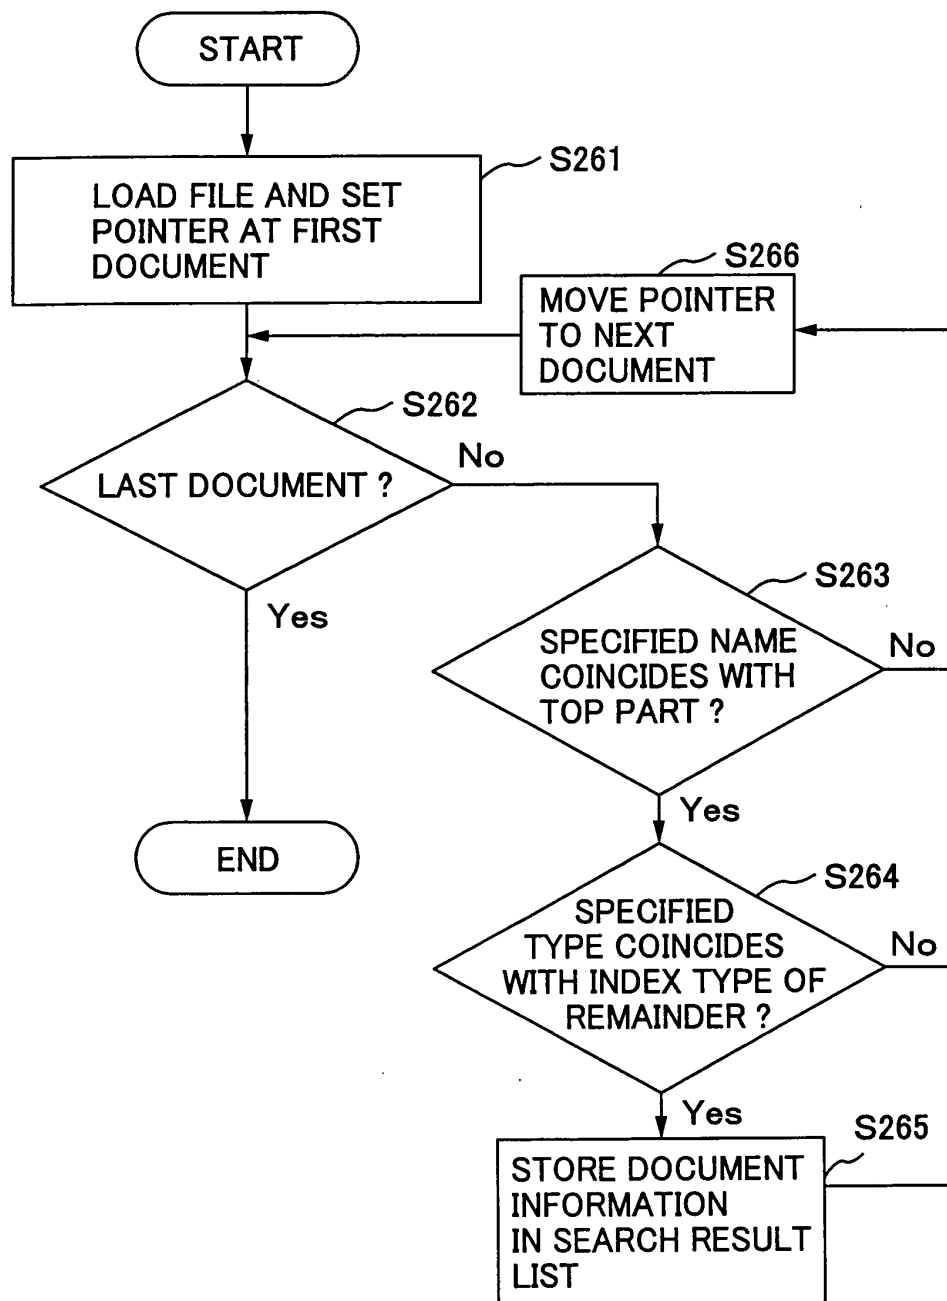 START
S261
LOAD FILE AND SET
POINTER AT FIRST
DOCUMENT
S266
MOVE POINTER
TO NEXT
DOCUMENT
S262
LAST DOCUMENT ?
No
Yes
S263
SPECIFIED NAME
COINCIDES WITH
TOP PART ?
No
Yes
END
S264
SPECIFIED
TYPE COINCIDES
WITH INDEX TYPE OF
REMAINDER ?
No
Yes
S265
STORE DOCUMENT
INFORMATION
IN SEARCH RESULT
LIST